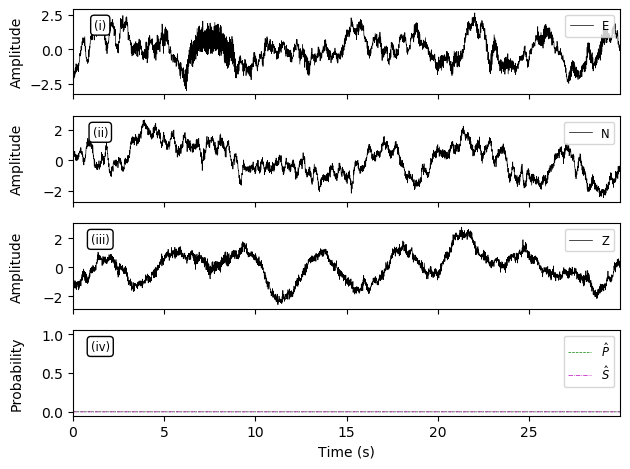 Amplitude
2.5
0.0
−2.5
(i)
E
Amplitude
2
0
−2
(ii)
N
Amplitude
2
0
−2
(iii)
Z
Probability
1.0
0.5
0.0
(iv)
P̂
Ŝ
0 5 10 15 20 25
Time (s)